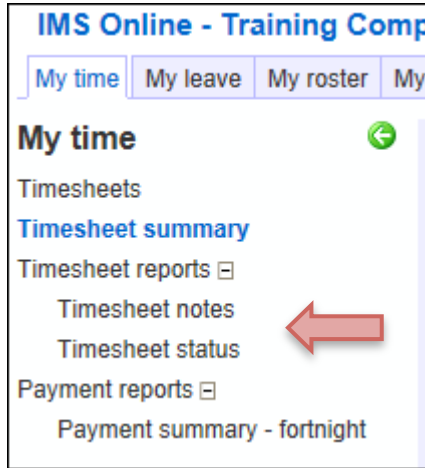 IMS Online - Training Comp
My time My leave My roster My
My time
Timesheets
Timesheet summary
Timesheet reports
Timesheet notes
Timesheet status
Payment reports
Payment summary - fortnight